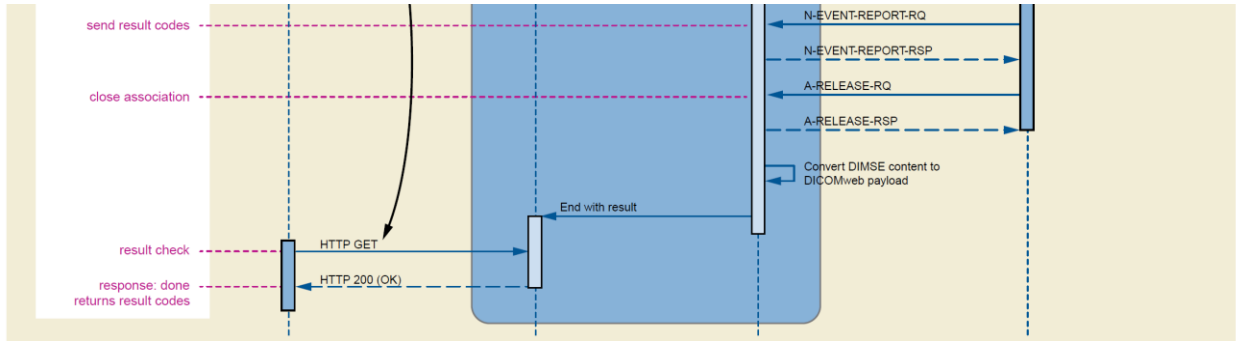 N-EVENT-REPORT-RQ
send result codes
N-EVENT-REPORT-RSP
A-RELEASE-RQ
close association
A-RELEASE-RSP
Convert DIMSE content to
DICOMweb payload
End with result
HTTP GET
result check
HTTP 200 (OK)
response: done
returns result codes